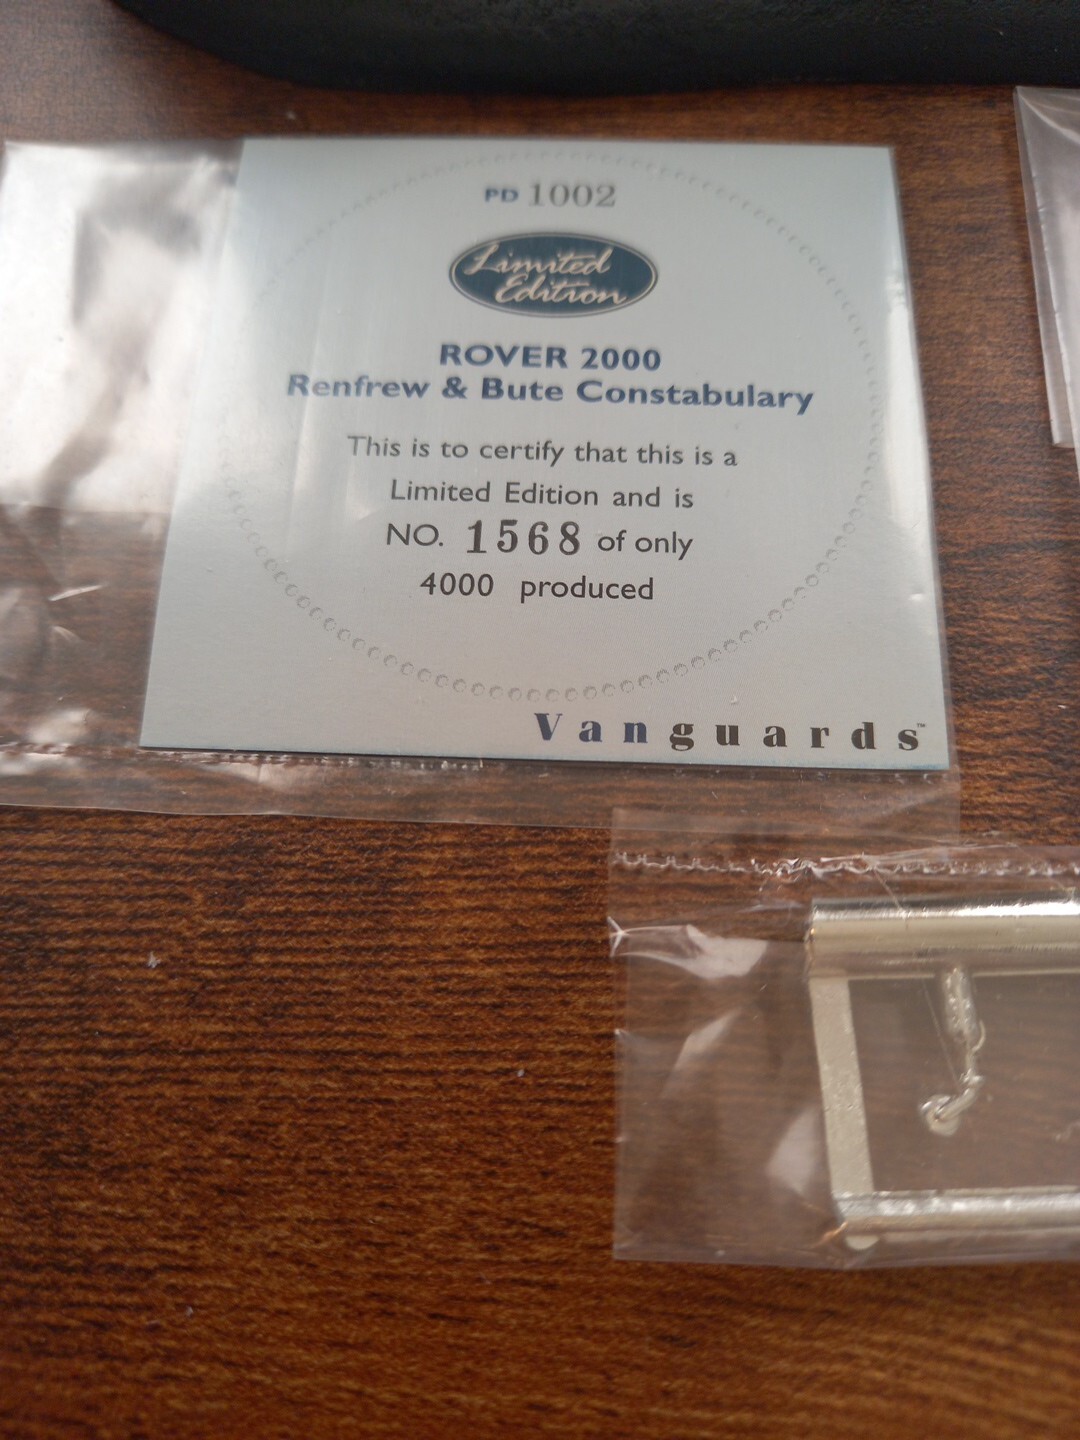 PD 1002
Limited
Edition
ROVER 2000
Renfrew & Bute Constabulary
This is to certify that this is a
Limited Edition and is
NO. 1568 of only
4000 produced
Vanguards™